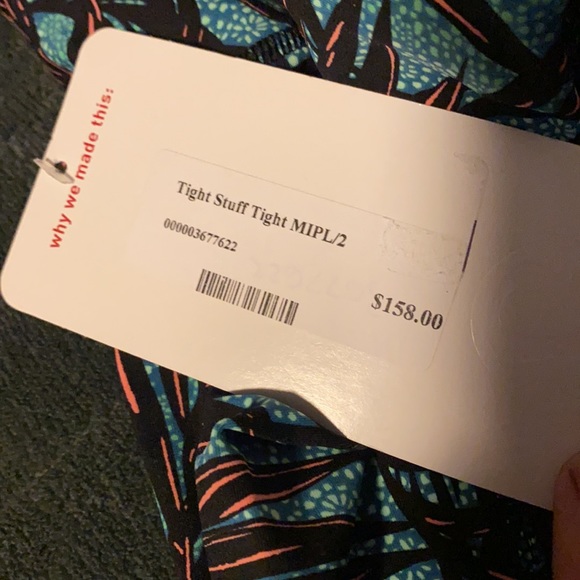 why we made this:
Tight Stuff Tight MIPL/2
000003677622
$158.00